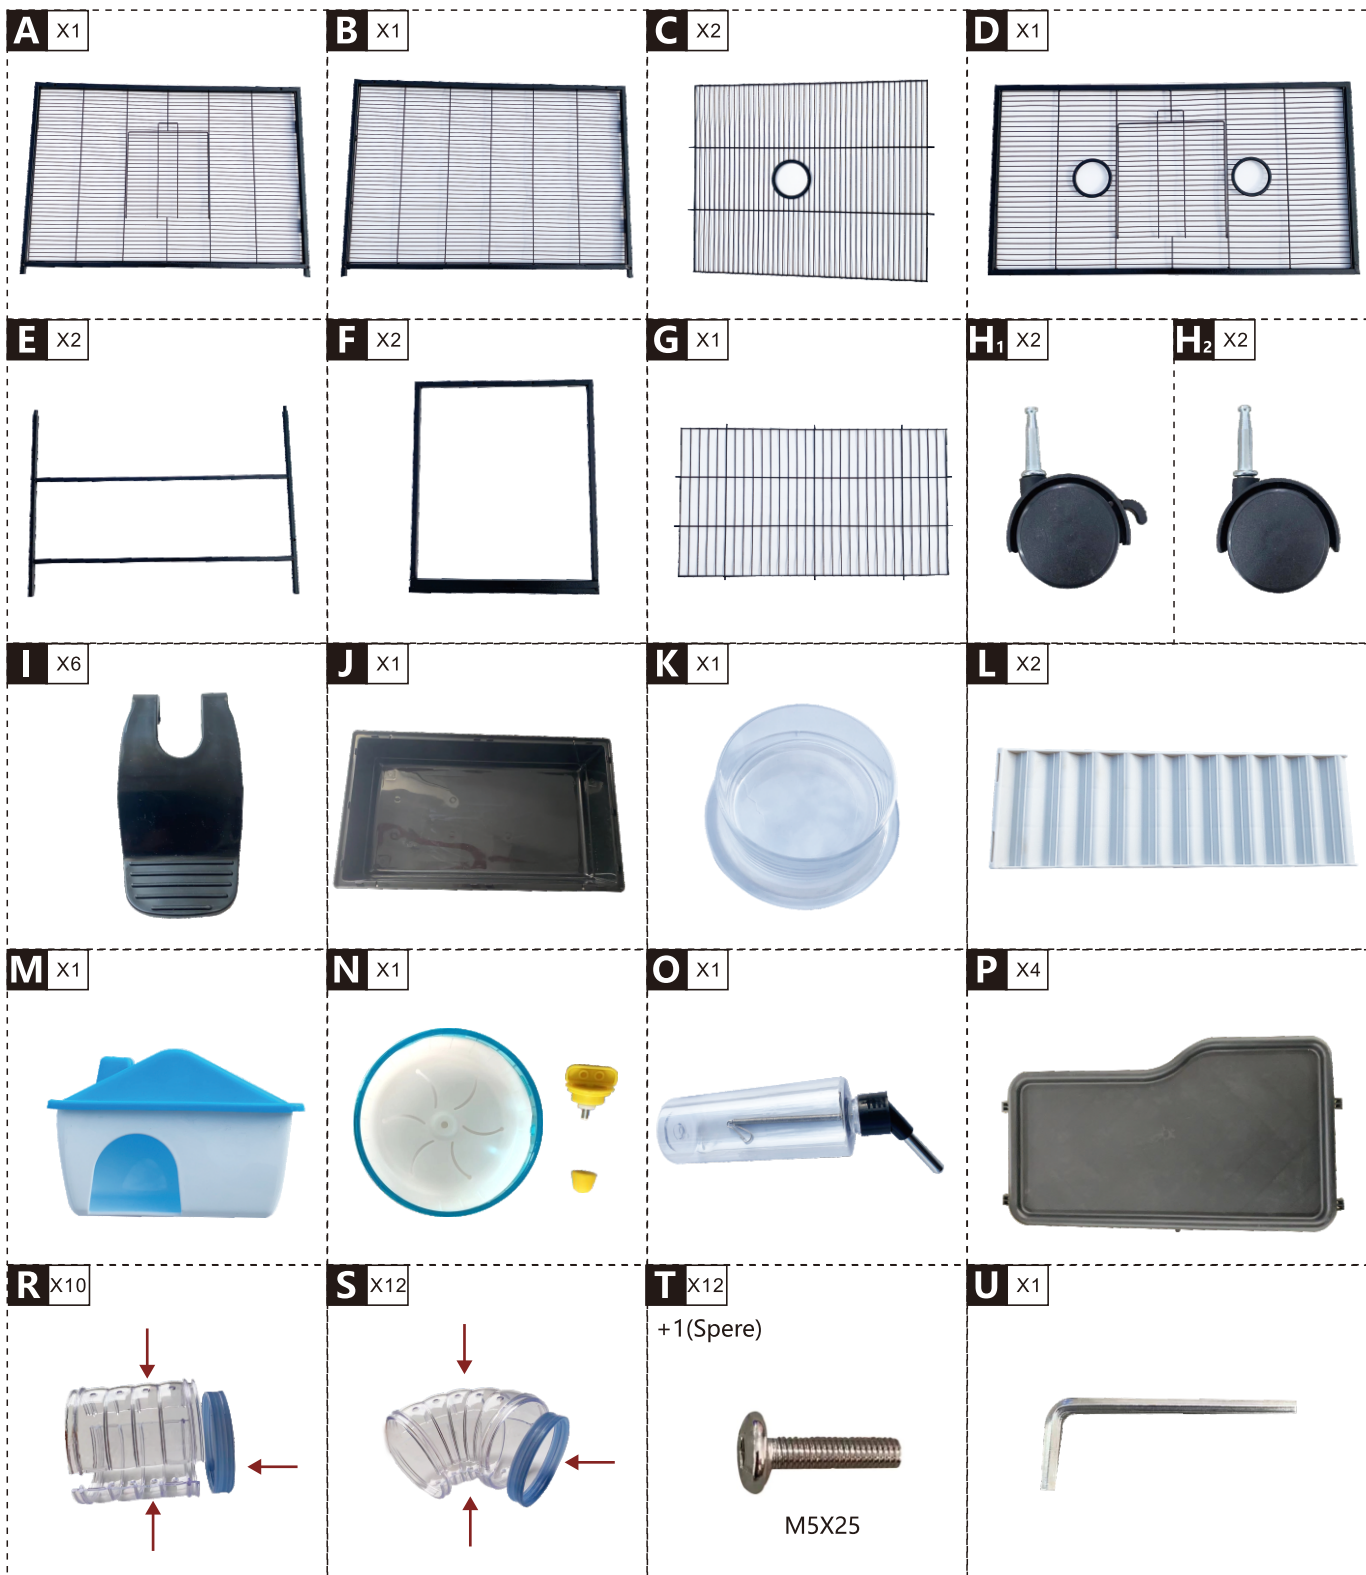 A X1
B X1
C X2
D X1
E X2
F X2
G X1
H1 X2
H2 X2
I X6
J X1
K X1
L X2
M X1
N X1
O X1
P X4
R X10
S X12
T X12
+1(Spere)
M5X25
U X1